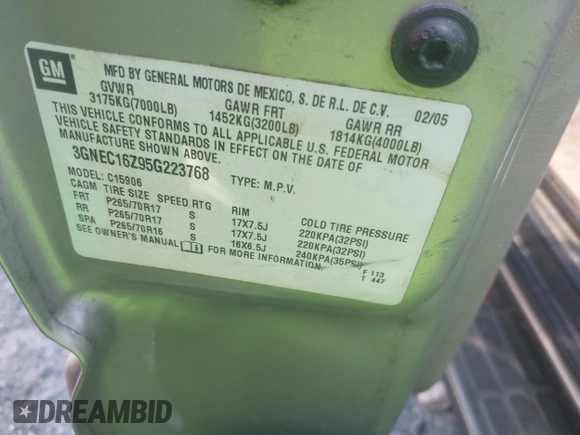 GM
MFD BY GENERAL MOTORS DE MEXICO, S. DE R.L. DE C.V. 02/05
GVWR GAWR FRT GAWR RR
3175KG(7000LB) 1452KG(3200LB) 1814KG(4000LB)
THIS VEHICLE CONFORMS TO ALL APPLICABLE U.S. FEDERAL MOTOR
VEHICLE SAFETY STANDARDS IN EFFECT ON THE DATE OF
MANUFACTURE SHOWN ABOVE.
3GNEC16Z95G223768 TYPE: M.P.V.
MODEL: C15906
CAGM TIRE SIZE SPEED RTG RIM COLD TIRE PRESSURE
FRT P265/70R17 S 17X7.5J 220KPA(32PSI)
RR P265/70R17 S 17X7.5J 220KPA(32PSI)
SPA P265/70R16 S 16X6.5J 240KPA(35PSI)
SEE OWNER'S MANUAL FOR MORE INFORMATION.
F 113
T 447
DREAMBID